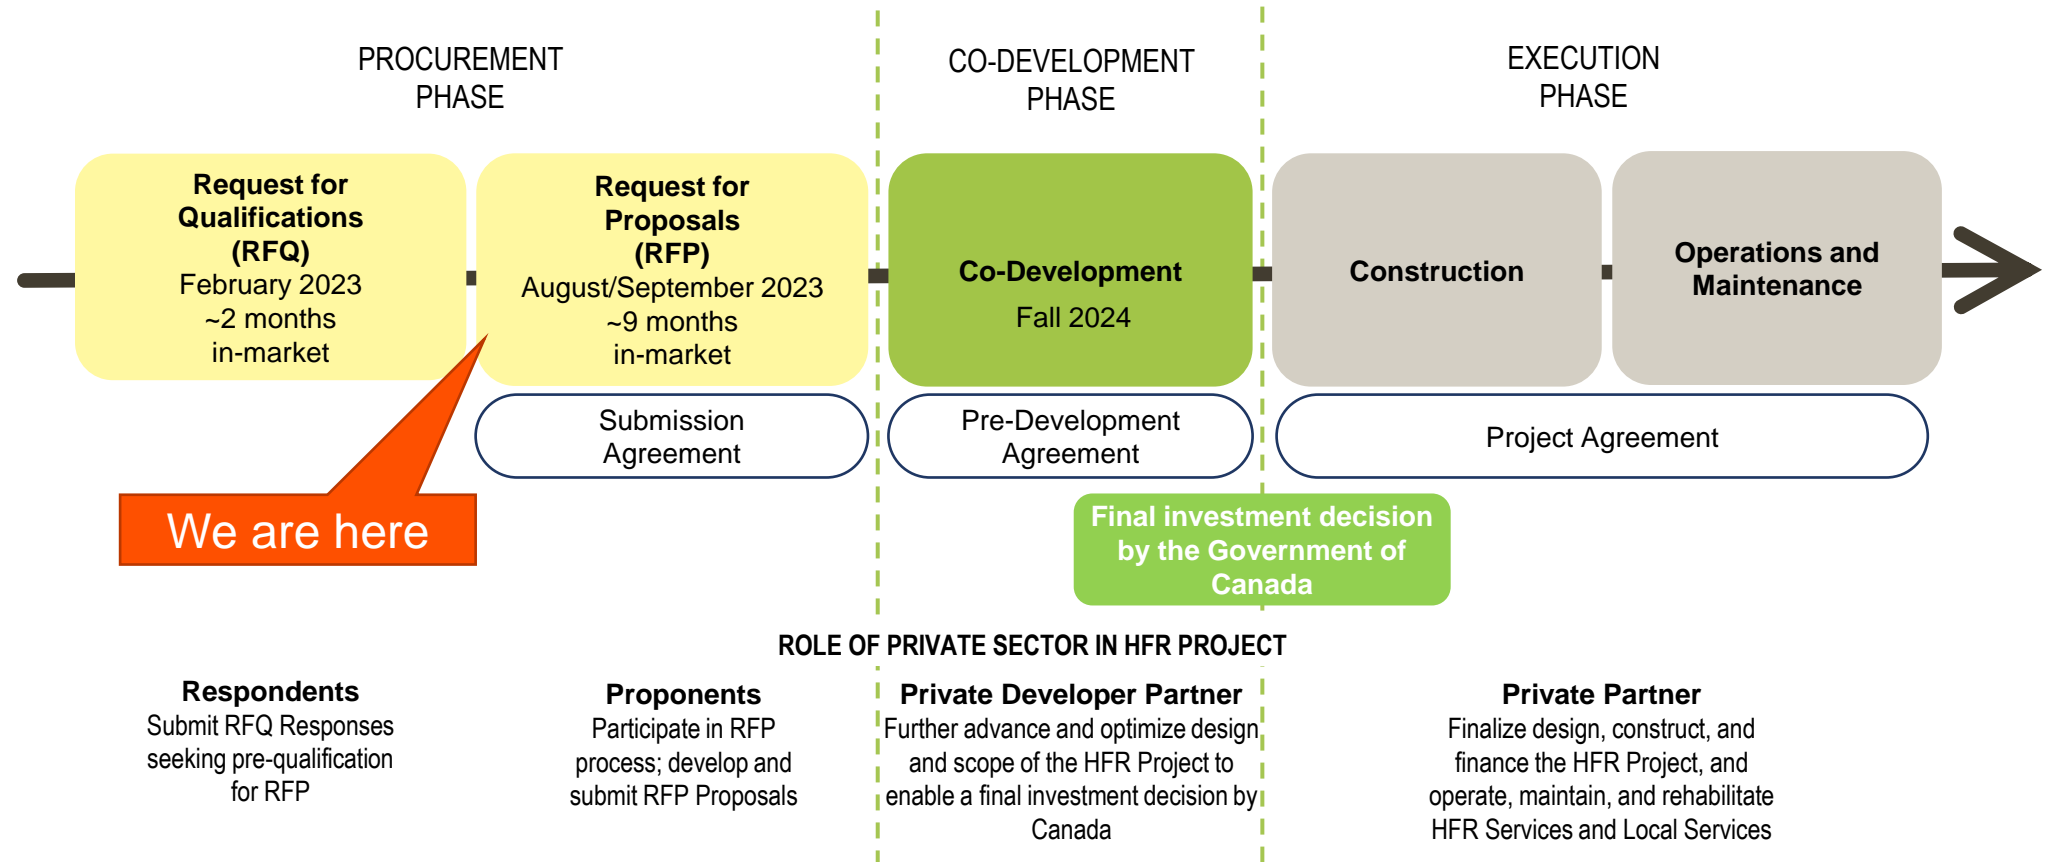 PROCUREMENT
PHASE
CO-DEVELOPMENT
PHASE
EXECUTION
PHASE
Request for
Qualifications
(RFQ)
February 2023
~2 months
in-market
Request for
Proposals
(RFP)
August/September 2023
~9 months
in-market
Co-Development
Fall 2024
Construction
Operations and
Maintenance
Submission
Agreement
Pre-Development
Agreement
Project Agreement
We are here
Final investment decision
by the Government of
Canada
ROLE OF PRIVATE SECTOR IN HFR PROJECT
Respondents
Submit RFQ Responses
seeking pre-qualification
for RFP
Proponents
Participate in RFP
process; develop and
submit RFP Proposals
Private Developer Partner
Further advance and optimize design
and scope of the HFR Project to
enable a final investment decision by
Canada
Private Partner
Finalize design, construct, and
finance the HFR Project, and
operate, maintain, and rehabilitate
HFR Services and Local Services